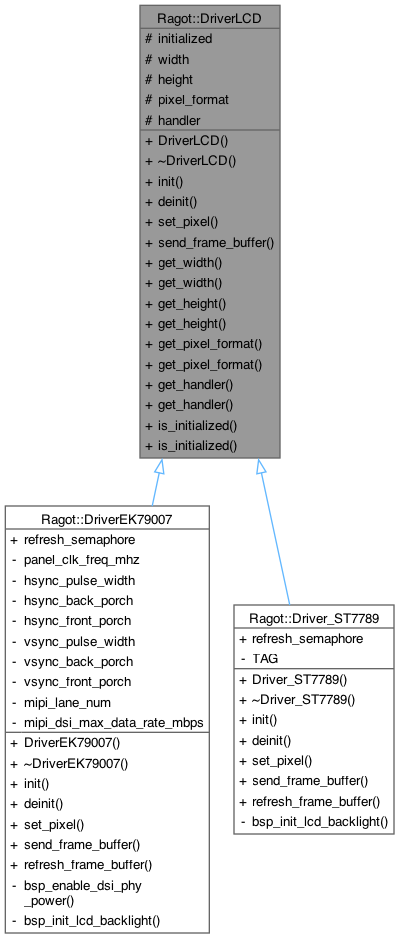 Ragot::DriverLCD
# initialized
# width
# height
# pixel_format
# handler
+ DriverLCD()
+ ~DriverLCD()
+ init()
+ deinit()
+ set_pixel()
+ send_frame_buffer()
+ get_width()
+ get_width()
+ get_height()
+ get_height()
+ get_pixel_format()
+ get_pixel_format()
+ get_handler()
+ get_handler()
+ is_initialized()
+ is_initialized()
Ragot::DriverEK79007
+ refresh_semaphore
- panel_clk_freq_mhz
- hsync_pulse_width
- hsync_back_porch
- hsync_front_porch
- vsync_pulse_width
- vsync_back_porch
- vsync_front_porch
- mipi_lane_num
- mipi_dsi_max_data_rate_mbps
+ DriverEK79007()
+ ~DriverEK79007()
+ init()
+ deinit()
+ set_pixel()
+ send_frame_buffer()
+ refresh_frame_buffer()
- bsp_enable_dsi_phy
_power()
- bsp_init_lcd_backlight()
Ragot::Driver_ST7789
+ refresh_semaphore
- TAG
+ Driver_ST7789()
+ ~Driver_ST7789()
+ init()
+ deinit()
+ set_pixel()
+ send_frame_buffer()
+ refresh_frame_buffer()
- bsp_init_lcd_backlight()